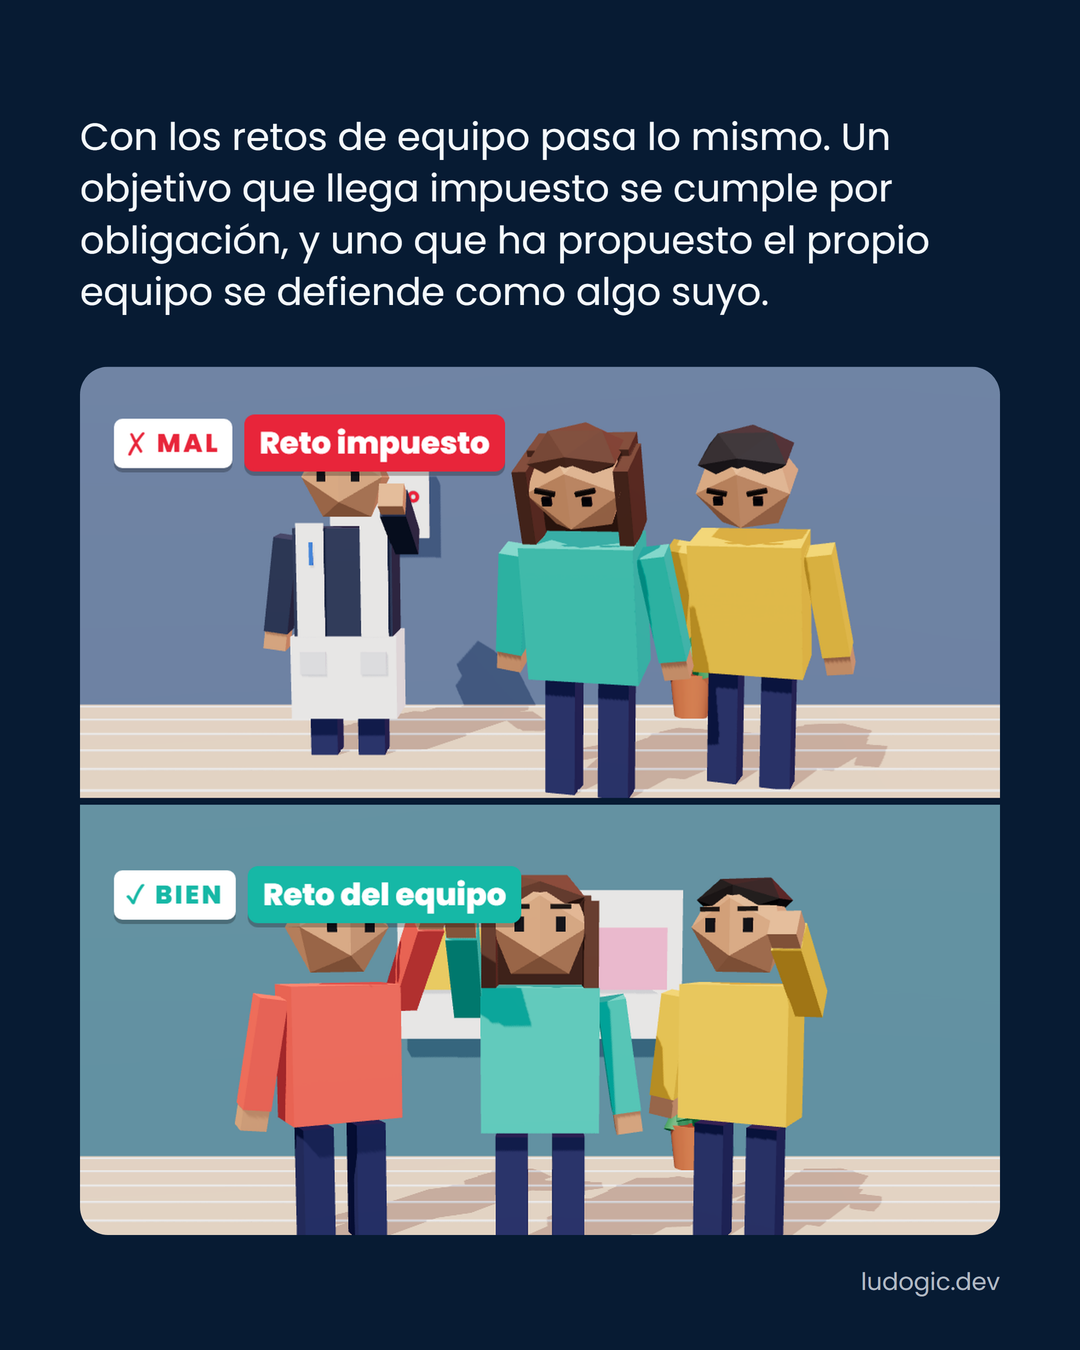 Con los retos de equipo pasa lo mismo. Un
objetivo que llega impuesto se cumple por
obligación, y uno que ha propuesto el propio
equipo se defiende como algo suyo.
✗ MAL
Reto impuesto
✓ BIEN
Reto del equipo
ludogic.dev